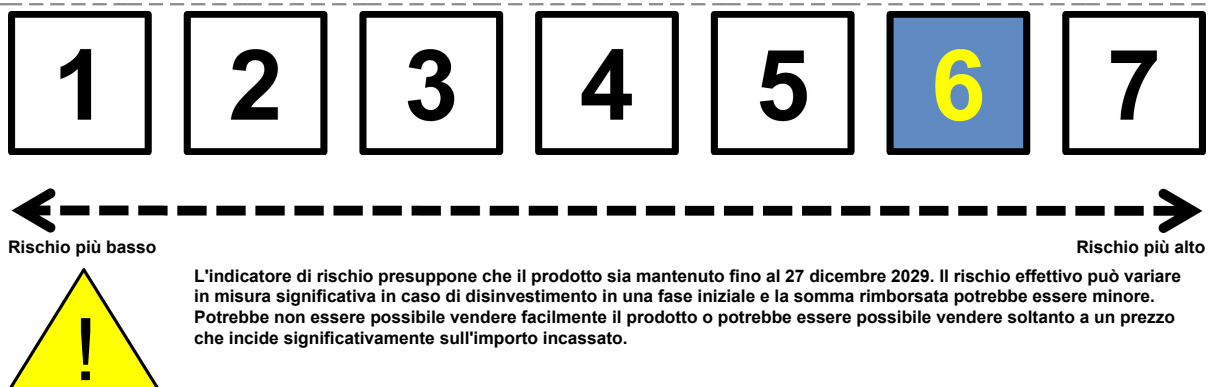 1 2 3 4 5 6 7
Rischio più basso Rischio più alto
L'indicatore di rischio presuppone che il prodotto sia mantenuto fino al 27 dicembre 2029. Il rischio effettivo può variare
in misura significativa in caso di disinvestimento in una fase iniziale e la somma rimborsata potrebbe essere minore.
Potrebbe non essere possibile vendere facilmente il prodotto o potrebbe essere possibile vendere soltanto a un prezzo
che incide significativamente sull'importo incassato.
!